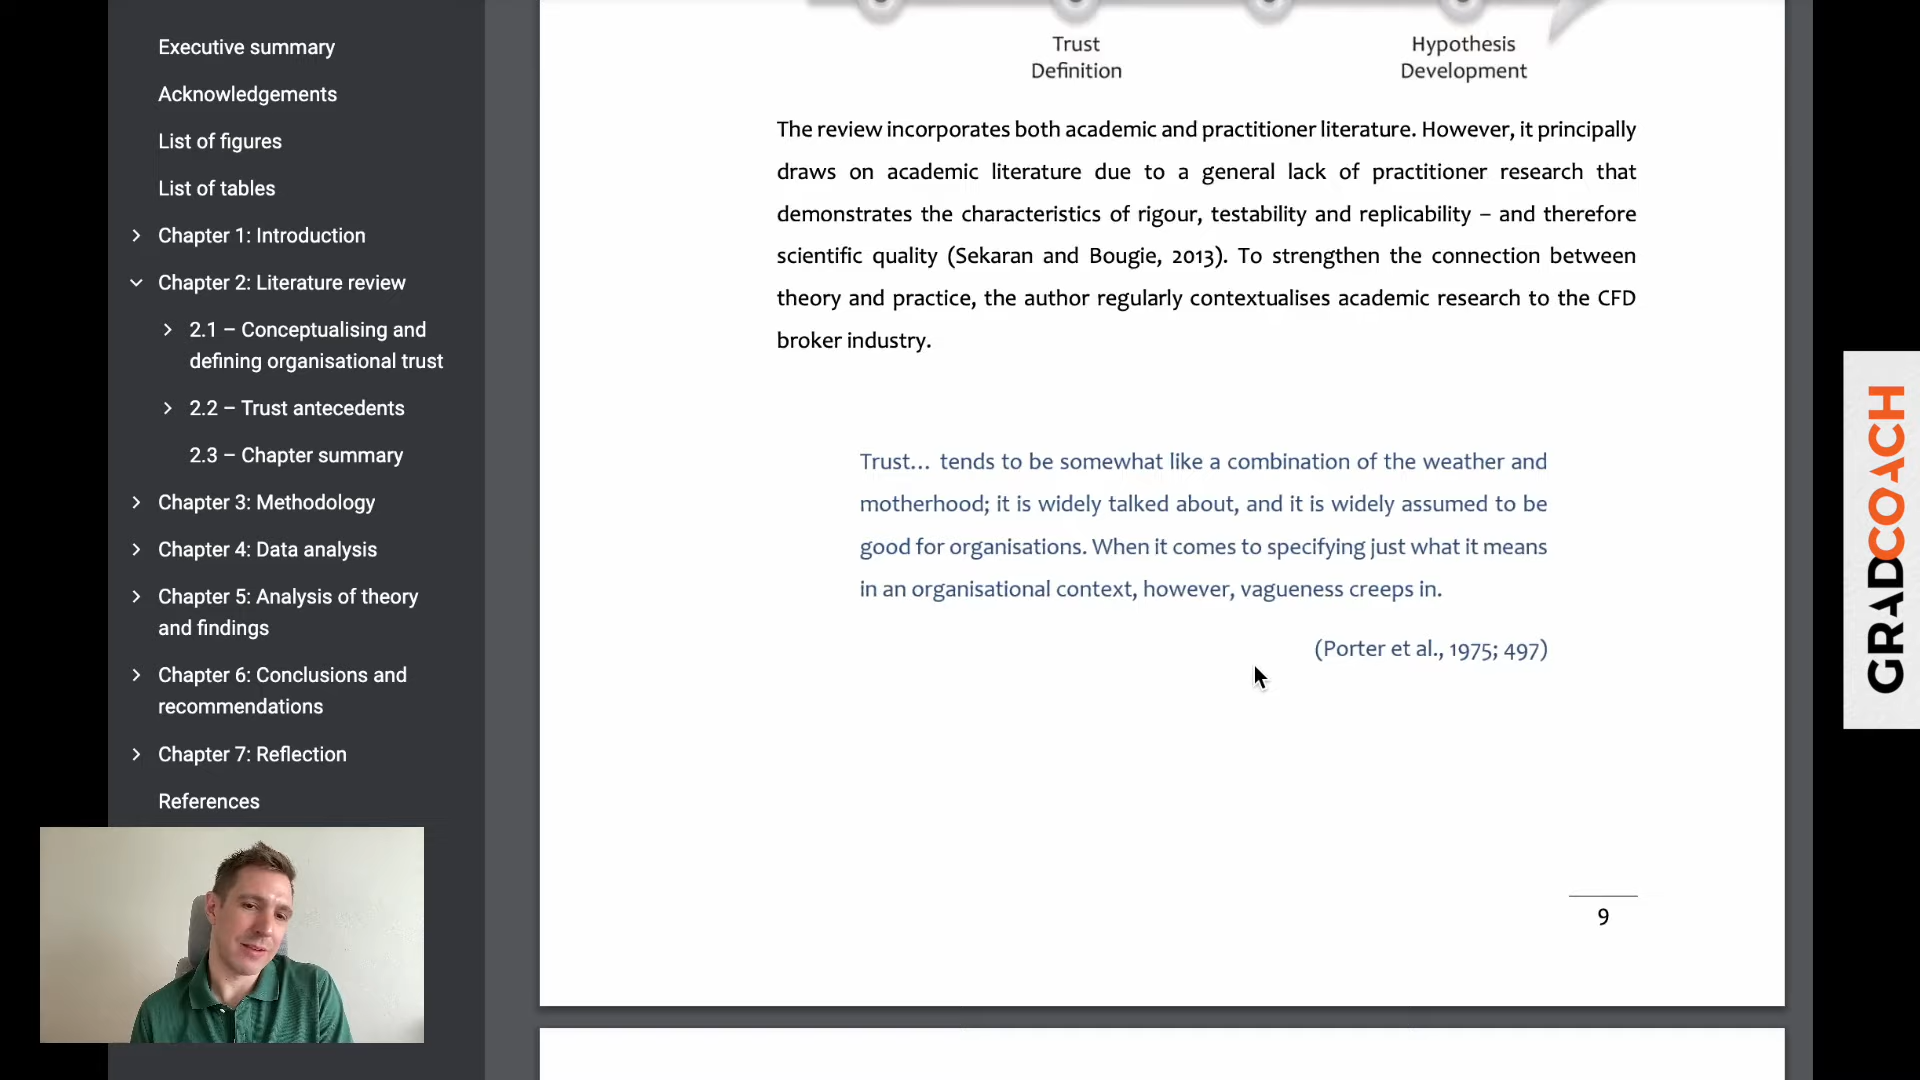 Executive summary
Acknowledgements
List of figures
List of tables
Chapter 1: Introduction
Chapter 2: Literature review
2.1 – Conceptualising and
defining organisational trust
2.2 – Trust antecedents
2.3 – Chapter summary
Chapter 3: Methodology
Chapter 4: Data analysis
Chapter 5: Analysis of theory
and findings
Chapter 6: Conclusions and
recommendations
Chapter 7: Reflection
References
Trust
Definition
Hypothesis
Development
The review incorporates both academic and practitioner literature. However, it principally
draws on academic literature due to a general lack of practitioner research that
demonstrates the characteristics of rigour, testability and replicability – and therefore
scientific quality (Sekaran and Bougie, 2013). To strengthen the connection between
theory and practice, the author regularly contextualises academic research to the CFD
broker industry.
Trust... tends to be somewhat like a combination of the weather and
motherhood; it is widely talked about, and it is widely assumed to be
good for organisations. When it comes to specifying just what it means
in an organisational context, however, vagueness creeps in.
(Porter et al., 1975; 497)
9
GRADCOACH